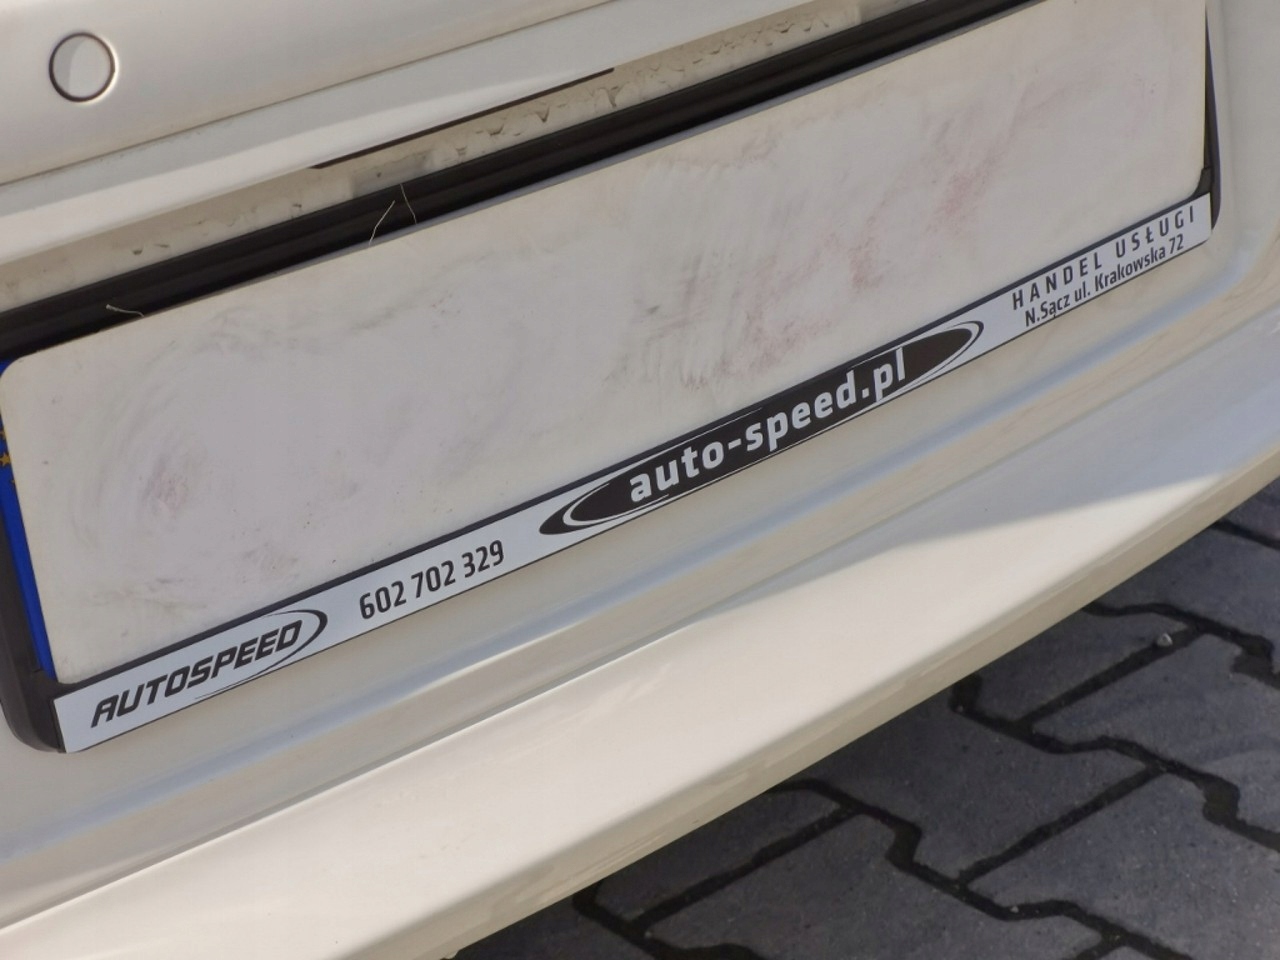 AUTOSPEED
602 702 329
auto-speed.pl
HANDEL USŁUGI
N.Sącz ul. Krakowska 72